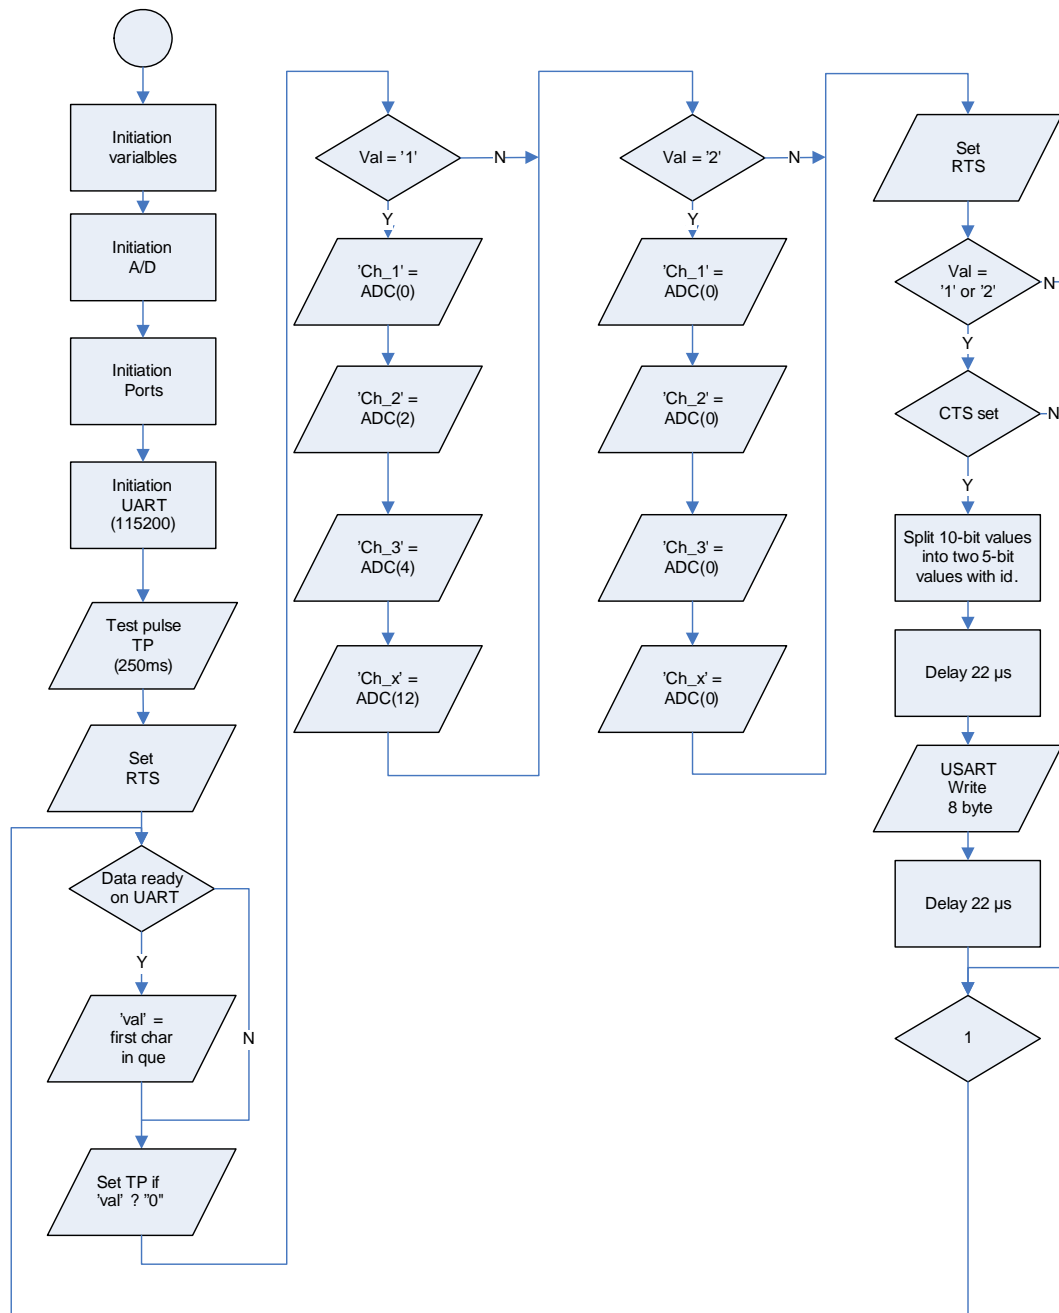 Initiation
varialbles
Initiation
A/D
Initiation
Ports
Initiation
UART
(115200)
Test pulse
TP
(250ms)
Set
RTS
Data ready
on UART
Y
N
'val' =
first char
in que
Set TP if
'val' ? "0"
Val = '1'
N
Y
'Ch_1' =
ADC(0)
'Ch_2' =
ADC(2)
'Ch_3' =
ADC(4)
'Ch_x' =
ADC(12)
Val = '2'
N
Y
'Ch_1' =
ADC(0)
'Ch_2' =
ADC(0)
'Ch_3' =
ADC(0)
'Ch_x' =
ADC(0)
Set
RTS
Val =
'1' or '2'
N
Y
CTS set
N
Y
Split 10-bit values
into two 5-bit
values with id.
Delay 22 µs
USART
Write
8 byte
Delay 22 µs
1